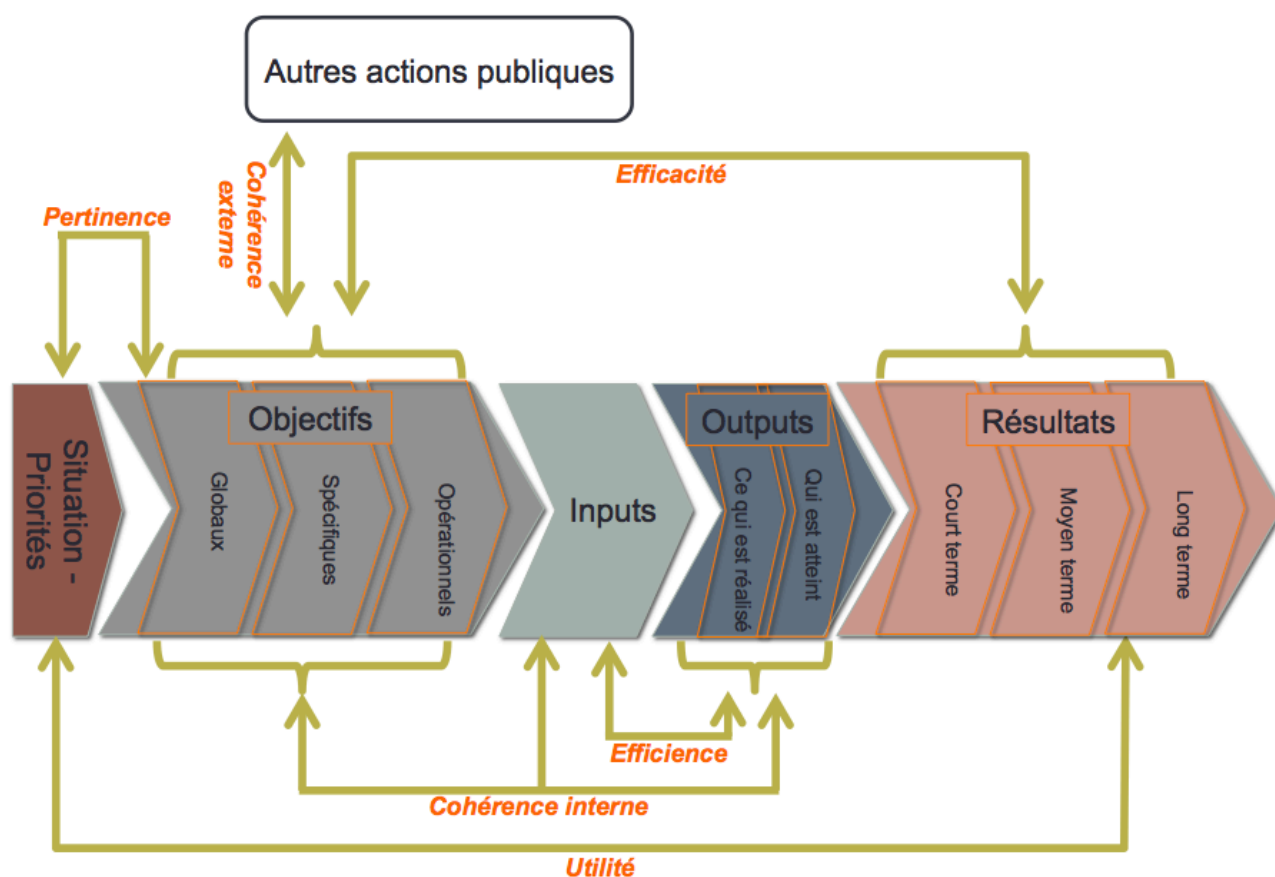 Autres actions publiques
Cohérence
externe
Efficacité
Pertinence
Situation -
Priorités
Objectifs
Globaux
Spécifiques
Opérationnels
Inputs
Outputs
Ce qui est réalisé
Qui est atteint
Résultats
Court terme
Moyen terme
Long terme
Efficience
Cohérence interne
Utilité